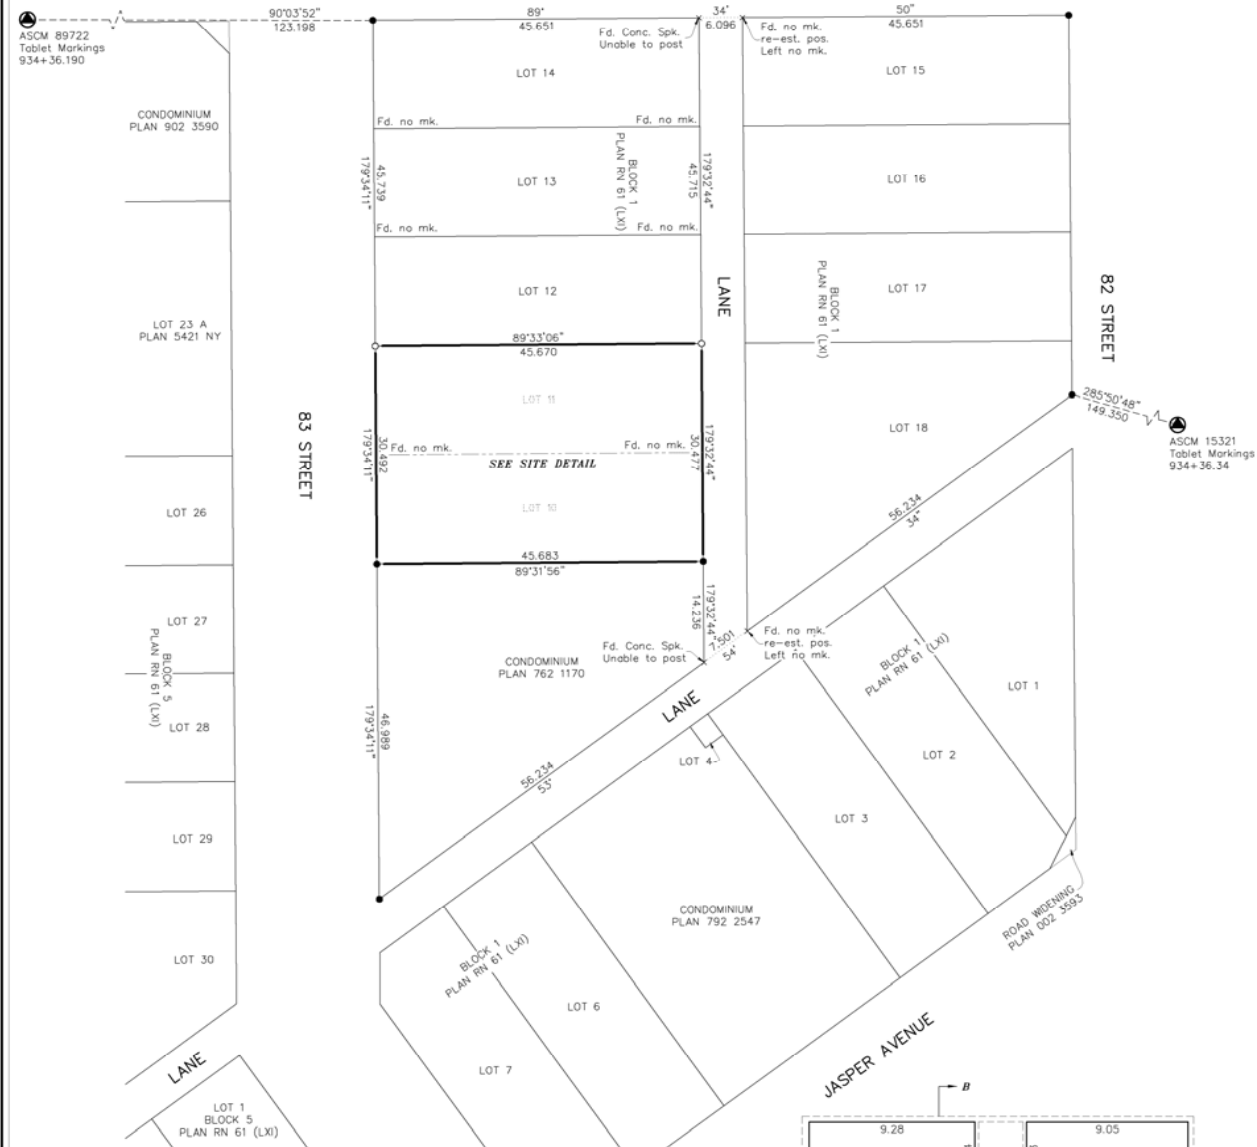 90°03'52"
123.198
ASCM 89722
Tablet Markings
934+36.190
89°
45.651
34'
6.096
50"
45.651
Fd. Conc. Spk.
Unable to post
Fd. no mk.
re-est. pos.
Left no mk.
LOT 14
LOT 15
CONDOMINIUM
PLAN 902 3590
Fd. no mk.
Fd. no mk.
45.739
179°34'11"
LOT 13
BLOCK 1
PLAN RN 61 (LXI)
179°32'44"
45.715
LOT 16
Fd. no mk.
Fd. no mk.
LOT 12
LANE
BLOCK 1
PLAN RN 61 (LXI)
LOT 17
82 STREET
LOT 23 A
PLAN 5421 NY
89°33'06"
45.670
LOT 11
83 STREET
30.492
179°34'11"
Fd. no mk.
Fd. no mk.
SEE SITE DETAIL
179°32'44"
30.477
LOT 18
285°50'48"
149.350
ASCM 15321
Tablet Markings
934+36.34
LOT 26
LOT 10
56.234
34"
45.683
89°31'56"
179°32'44"
14.236
LOT 27
BLOCK 5
PLAN RN 61 (LXI)
LOT 28
CONDOMINIUM
PLAN 762 1170
Fd. Conc. Spk.
Unable to post
7.501
54'
Fd. no mk.
re-est. pos.
Left no mk.
BLOCK 1
PLAN RN 61 (LXI)
LOT 1
LANE
46.989
179°34'11"
56.234
53'
LOT 4
LOT 2
LOT 3
LOT 29
CONDOMINIUM
PLAN 792 2547
ROAD WIDENING
PLAN 002 3593
LOT 30
BLOCK 1
PLAN RN 61 (LXI)
LOT 6
LOT 7
JASPER AVENUE
LANE
LOT 1
BLOCK 5
PLAN RN 61 (LXI)
B
9.28
9.05